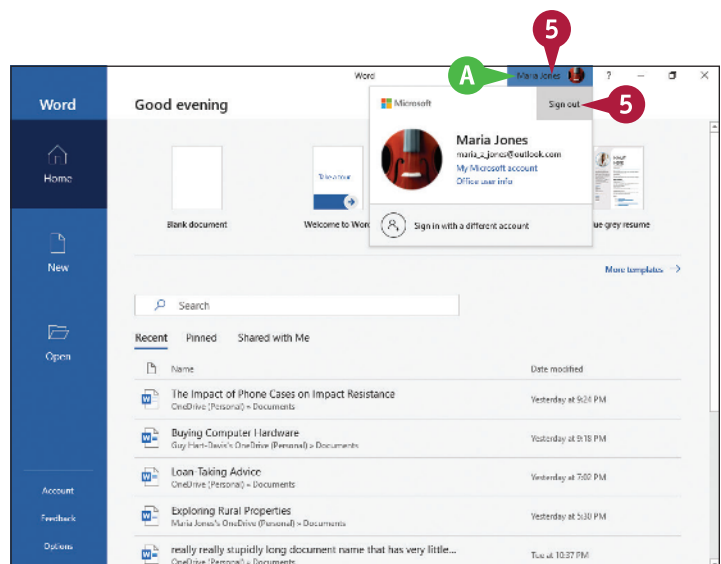 5
A
Word
Maria Jones
?
Word
Good evening
Microsoft
Sign out
5
Maria Jones
maria_z_jones@outlook.com
My Microsoft account
Office user info
Sign in with a different account
Home
New
Open
Account
Feedback
Options
Take a tour
Blank document
Welcome to Wor
ue grey resume
More templates
Search
Recent Pinned Shared with Me
Name Date modified
The Impact of Phone Cases on Impact Resistance Yesterday at 9:24 PM
OneDrive (Personal) » Documents
Buying Computer Hardware Yesterday at 9:18 PM
Guy Hart-Davis's OneDrive (Personal) » Documents
Loan-Taking Advice Yesterday at 7:02 PM
OneDrive (Personal) » Documents
Exploring Rural Properties Yesterday at 5:30 PM
Maria Jones's OneDrive (Personal) » Documents
really really stupidly long document name that has very little... Tue at 10:37 PM
OneDrive (Personal) » Documents